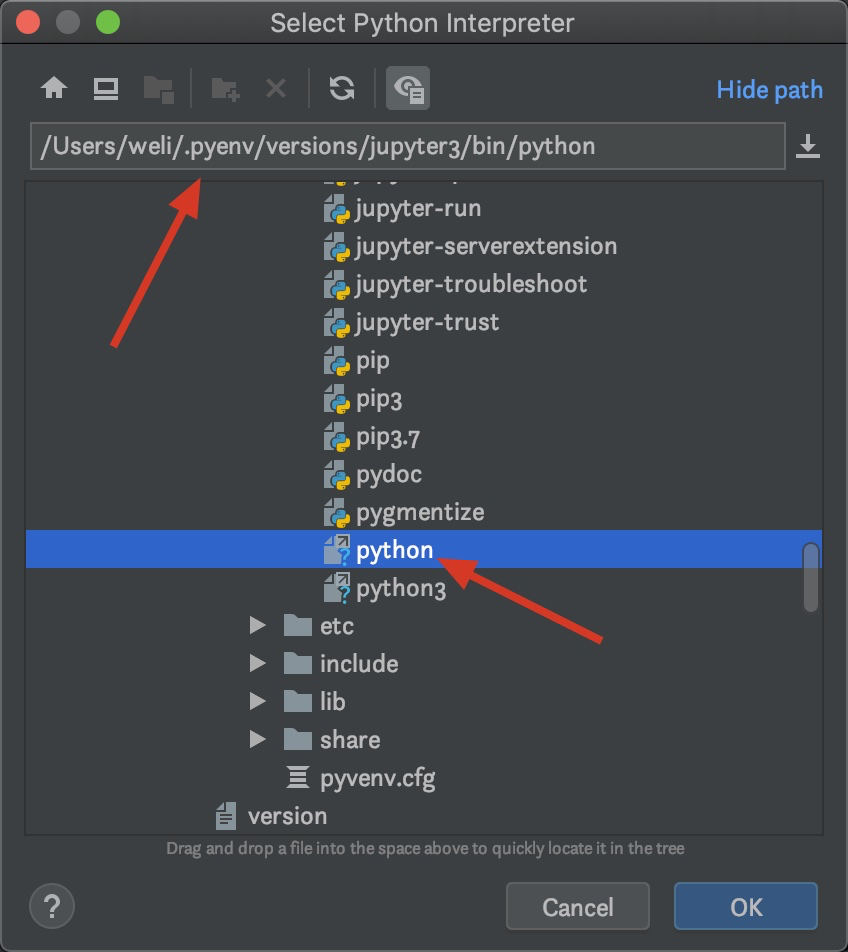 Select Python Interpreter
Hide path
/Users/weli/.pyenv/versions/jupyter3/bin/python
jupyter-run
jupyter-serverextension
jupyter-troubleshoot
jupyter-trust
pip
pip3
pip3.7
pydoc
pygmentize
python
python3
etc
include
lib
share
pyvenv.cfg
version
Drag and drop a file into the space above to quickly locate it in the tree
?
Cancel
OK